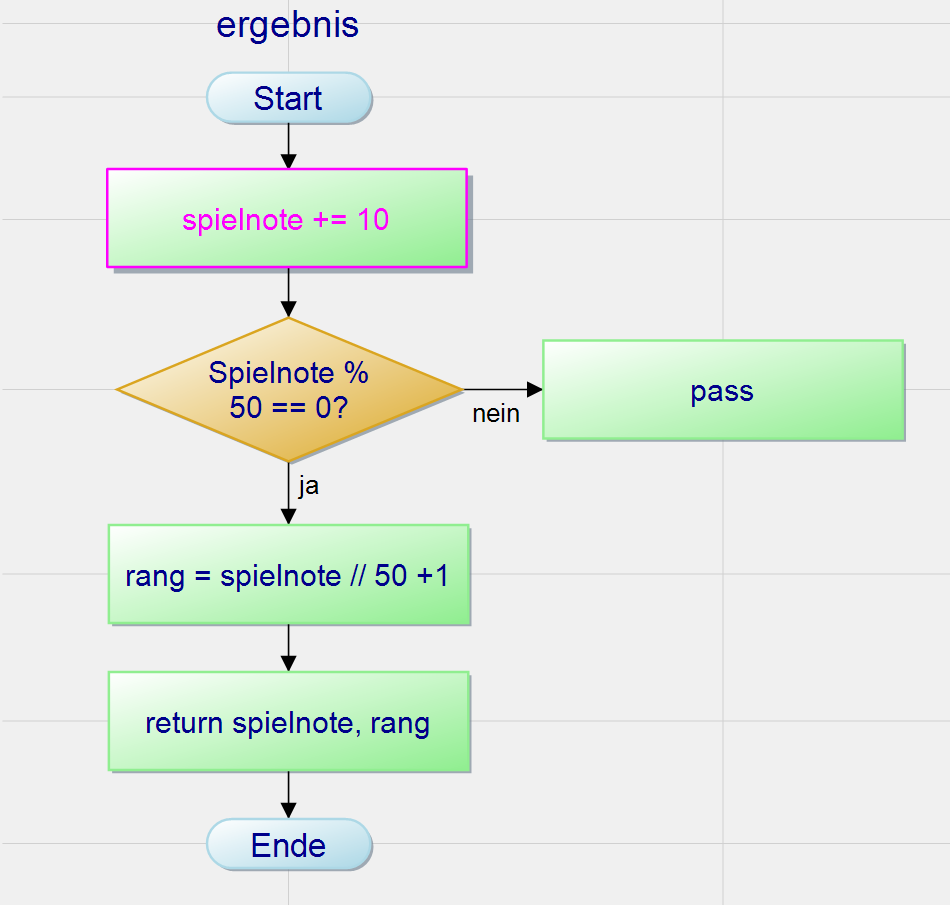 ergebnis
Start
spielnote += 10
Spielnote %
50 == 0?
nein
pass
ja
rang = spielnote // 50 +1
return spielnote, rang
Ende